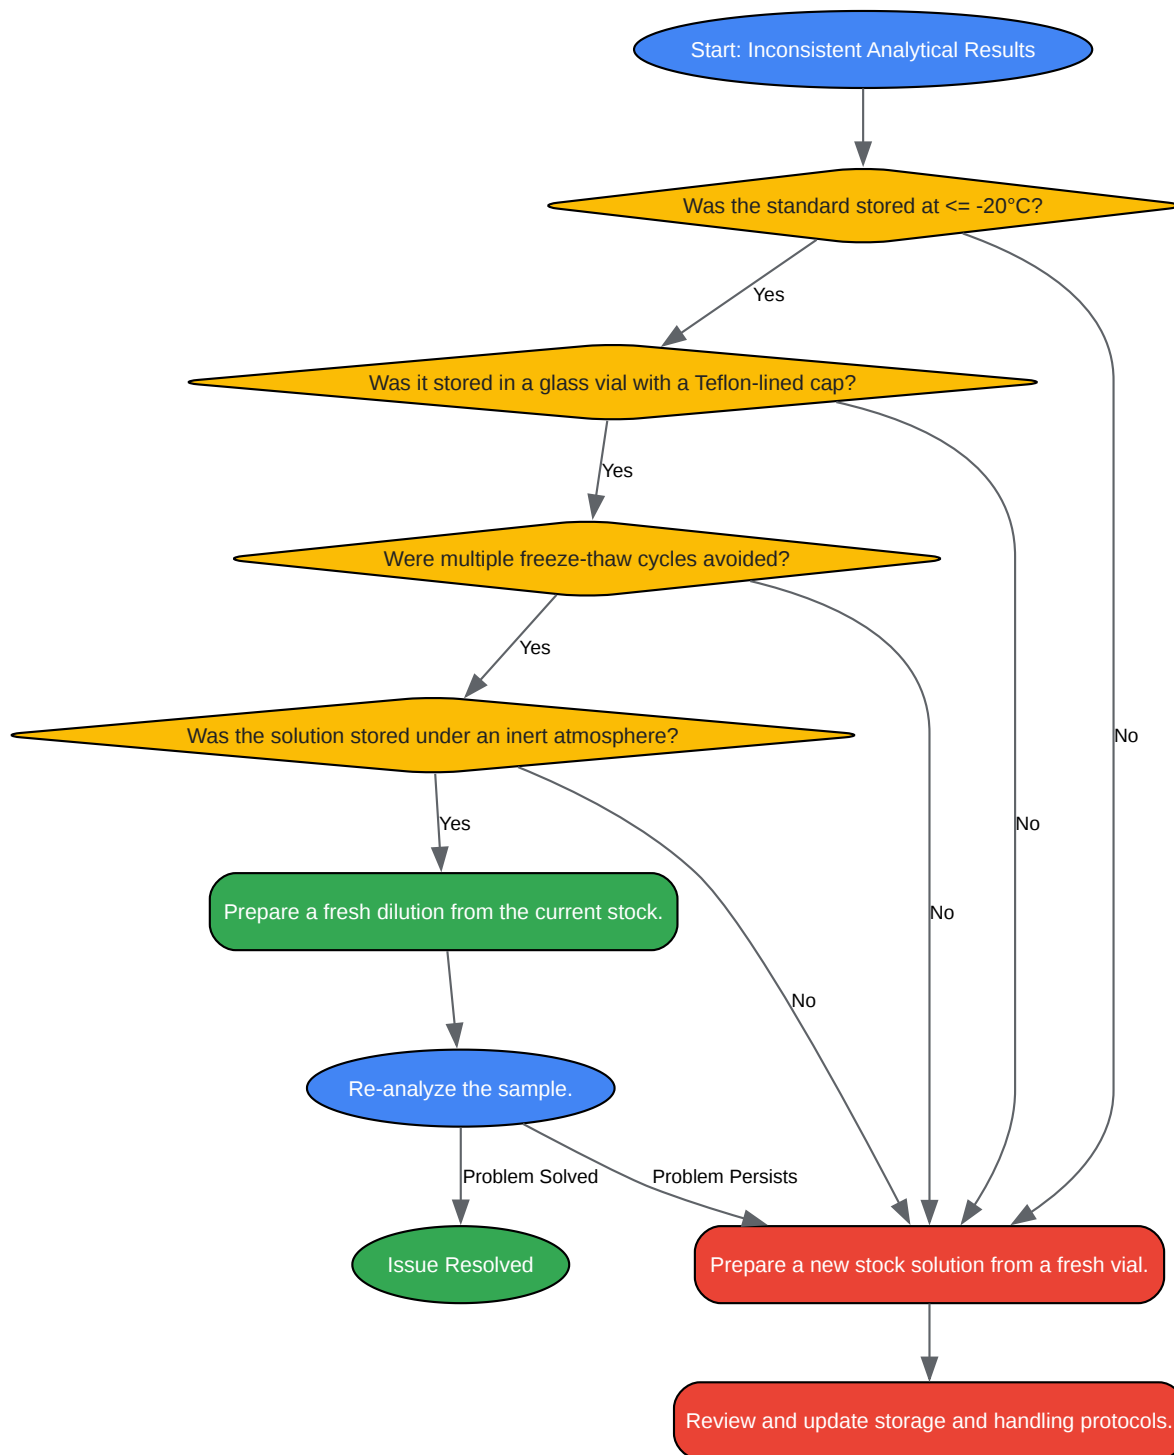 Start: Inconsistent Analytical Results
Was the standard stored at <= -20°C?
Yes
Was it stored in a glass vial with a Teflon-lined cap?
Yes
Were multiple freeze-thaw cycles avoided?
Yes
Was the solution stored under an inert atmosphere?
No
Yes
No
Prepare a fresh dilution from the current stock.
No
No
Re-analyze the sample.
Problem Solved
Problem Persists
Issue Resolved
Prepare a new stock solution from a fresh vial.
Review and update storage and handling protocols.